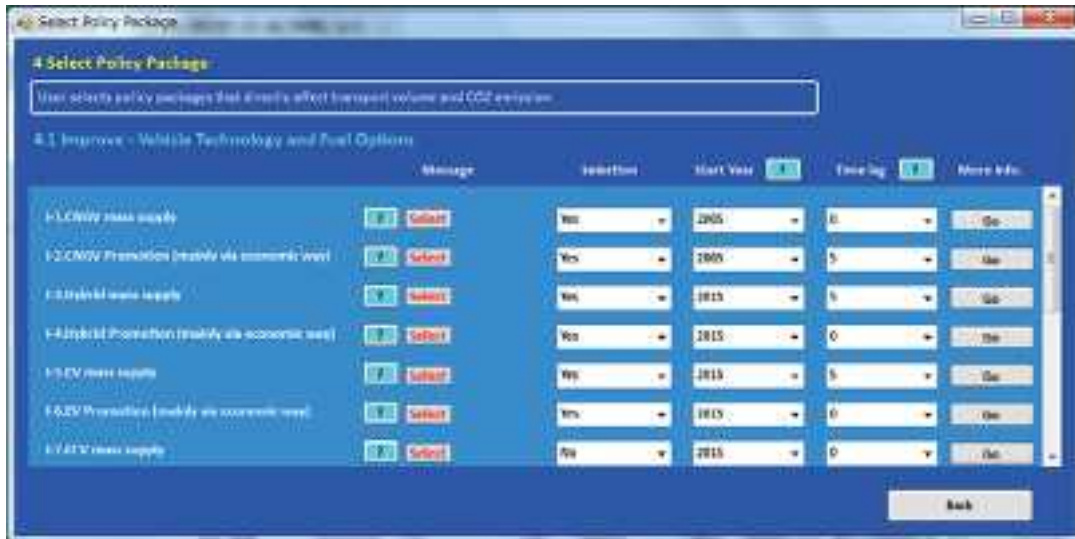 Select Policy Package
4 Select Policy Package
User selects policy packages that directly affect transport volume and CO2 emission
4.1 Improve - Vehicle Technology and Fuel Options
Message Selection Start Year ? Time lag ? More Info.
I-1.CNGV mass supply ? Select Yes 2005 0 Go
I-2.CNGV Promotion (mainly via economic way) ? Select Yes 2005 5 Go
I-3.Hybrid mass supply ? Select Yes 2015 5 Go
I-4.Hybrid Promotion (mainly via economic way) ? Select Yes 2015 0 Go
I-5.EV mass supply ? Select Yes 2015 5 Go
I-6.EV Promotion (mainly via economic way) ? Select Yes 2015 0 Go
I-7.FCV mass supply ? Select No 2015 0 Go
Back